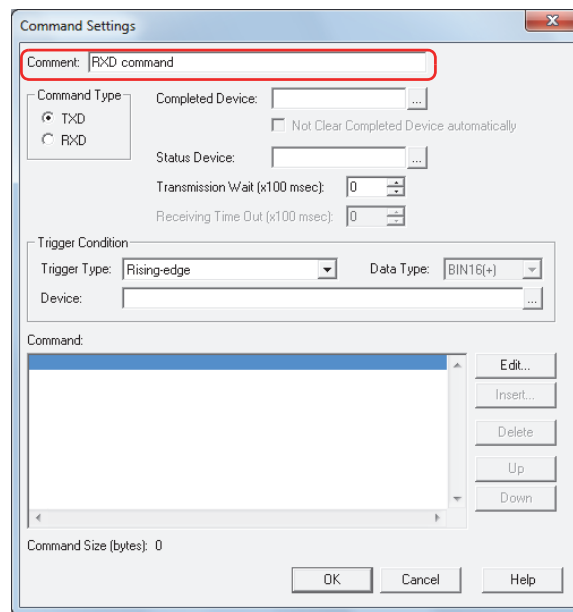 Command Settings
Comment: RXD command
Command Type
TXD
RXD
Completed Device: ...
Not Clear Completed Device automatically
Status Device: ...
Transmission Wait (x100 msec): 0
Receiving Time Out (x100 msec): 0
Trigger Condition
Trigger Type: Rising-edge Data Type: BIN16(+)
Device: ...
Command:
Edit...
Insert...
Delete
Up
Down
Command Size (bytes): 0
OK Cancel Help